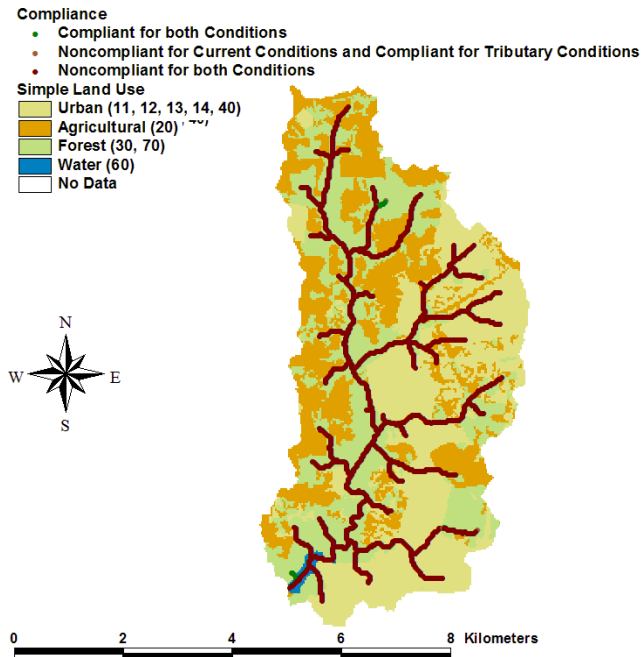 Compliance
Compliant for both Conditions
Noncompliant for Current Conditions and Compliant for Tributary Conditions
Noncompliant for both Conditions
Simple Land Use
Urban (11, 12, 13, 14, 40)
Agricultural (20)
Forest (30, 70)
Water (60)
No Data
N
W E
S
0 2 4 6 8 Kilometers